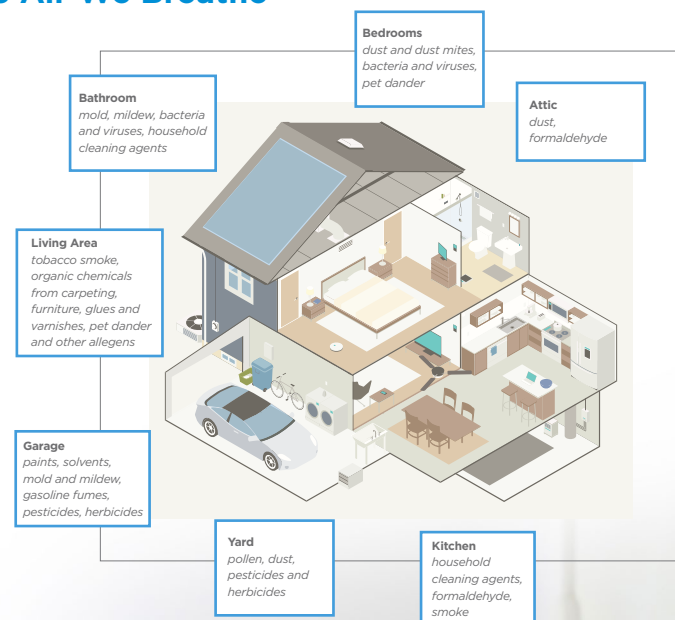 Air We Breathe
Bedrooms
dust and dust mites,
bacteria and viruses,
pet dander
Bathroom
mold, mildew, bacteria
and viruses, household
cleaning agents
Attic
dust,
formaldehyde
Living Area
tobacco smoke,
organic chemicals
from carpeting,
furniture, glues and
varnishes, pet dander
and other allegens
Garage
paints, solvents,
mold and mildew,
gasoline fumes,
pesticides, herbicides
Yard
pollen, dust,
pesticides and
herbicides
Kitchen
household
cleaning agents,
formaldehyde,
smoke